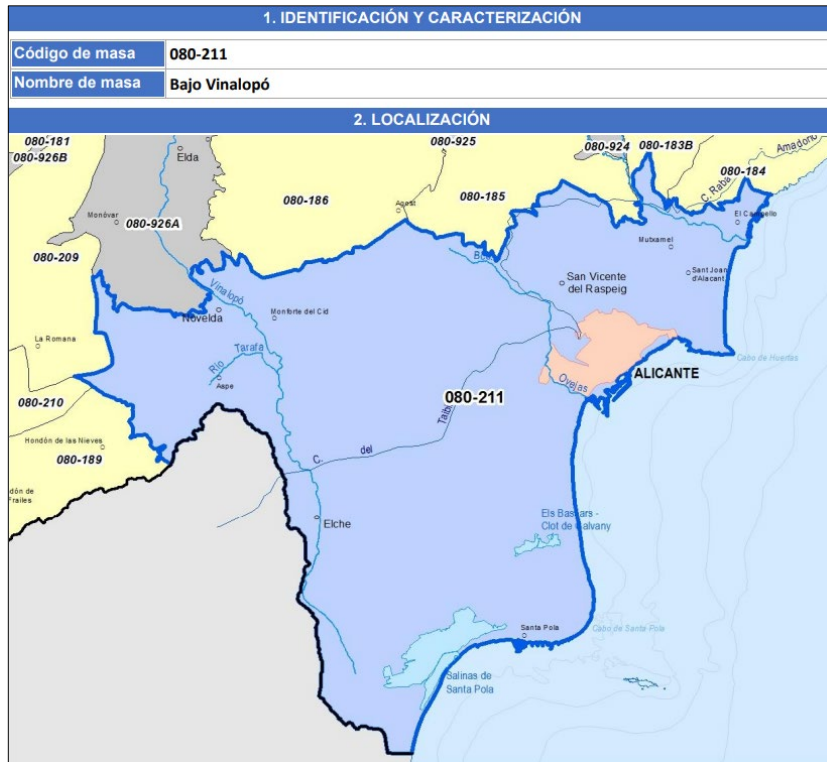 1. IDENTIFICACIÓN Y CARACTERIZACIÓN
Código de masa 080-211
Nombre de masa Bajo Vinalopó
2. LOCALIZACIÓN
080-181
080-926B
Elda
080-925
080-924
080-183B
Amadorio
080-184
C. Raba
080-186
080-185
Agost
El Campello
Monóvar
080-926A
Mutxamel
080-209
San Vicente
del Raspeig
Sant Joan
d'Alacant
Vinalopó
Novelda
Monforte del Cid
La Romana
Río Tarafa
Cabo de Huertas
Aspe
Ovejas
ALICANTE
080-210
080-211
Hondón de las Nieves
080-189
C. del
ondón de
Frailes
Elche
Els Bassars -
Clot de Galvany
Santa Pola
Cabo de Santa Pola
Salinas de
Santa Pola